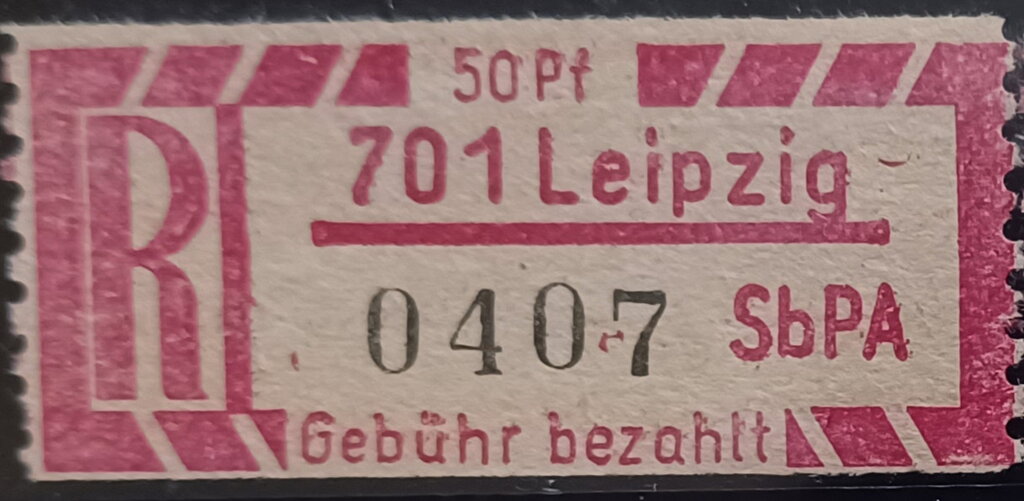 50 Pf
R
701 Leipzig
0407 SbPA
Gebühr bezahlt